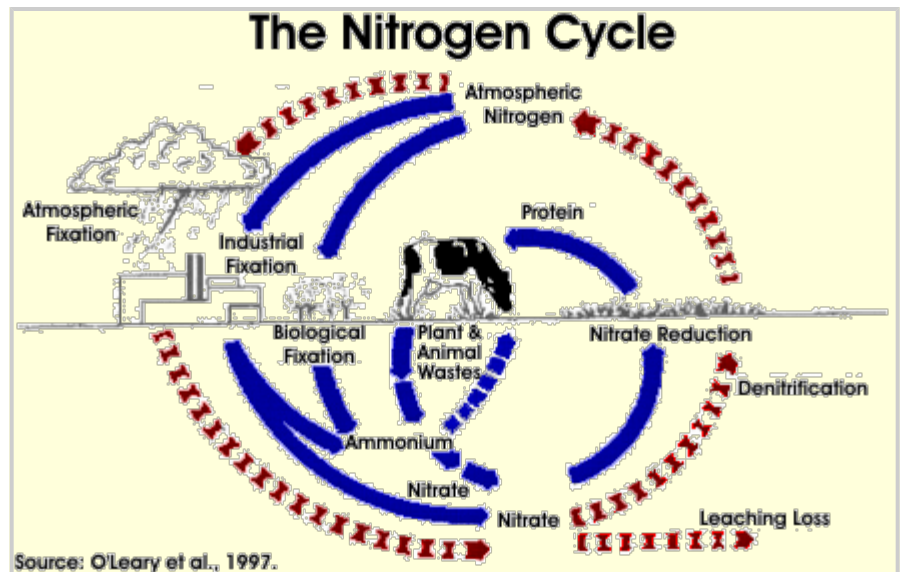 The Nitrogen Cycle
Atmospheric
Nitrogen
Atmospheric
Fixation
Protein
Industrial
Fixation
Biological
Fixation
Plant &
Animal
Wastes
Nitrate Reduction
Denitrification
Ammonium
Nitrate
Nitrate
Leaching Loss
Source: O'Leary et al., 1997.